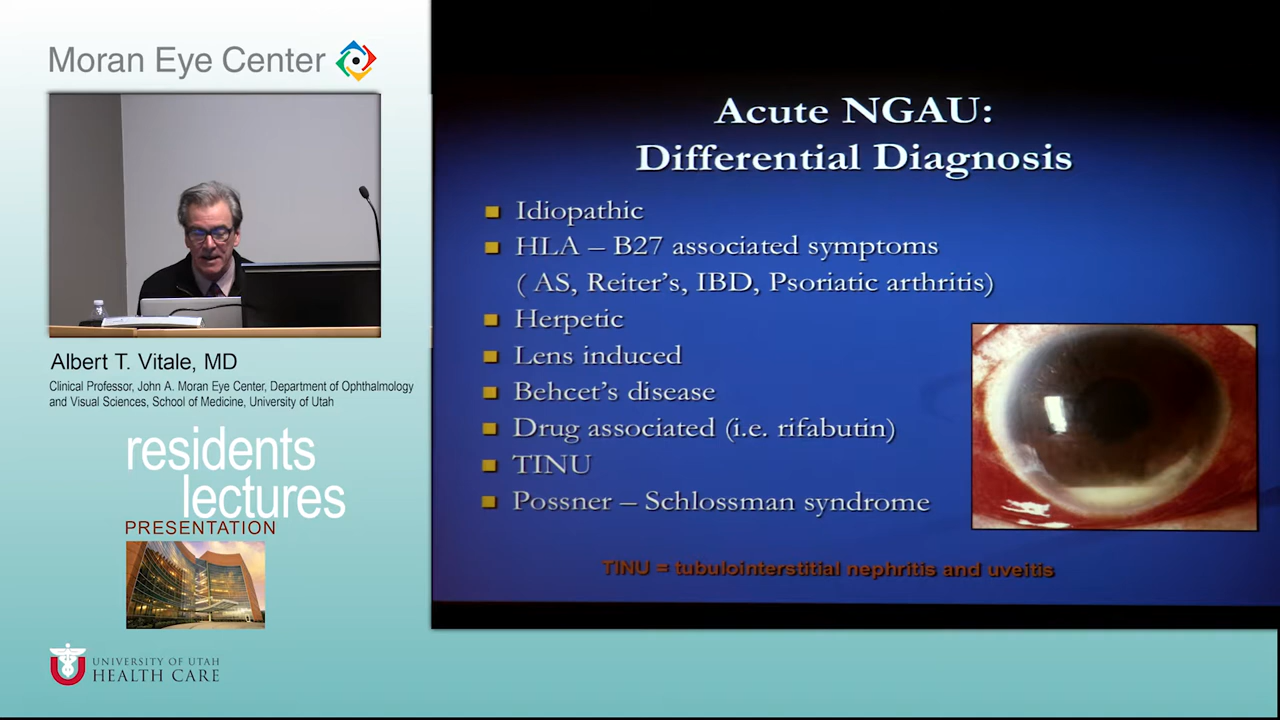 Moran Eye Center
Albert T. Vitale, MD
Clinical Professor, John A. Moran Eye Center, Department of Ophthalmology
and Visual Sciences, School of Medicine, University of Utah
residents
lectures
PRESENTATION
UNIVERSITY OF UTAH
HEALTH CARE
Acute NGAU:
Differential Diagnosis
Idiopathic
HLA – B27 associated symptoms
( AS, Reiter's, IBD, Psoriatic arthritis)
Herpetic
Lens induced
Behcet's disease
Drug associated (i.e. rifabutin)
TINU
Possner – Schlossman syndrome
TINU = tubulointerstitial nephritis and uveitis